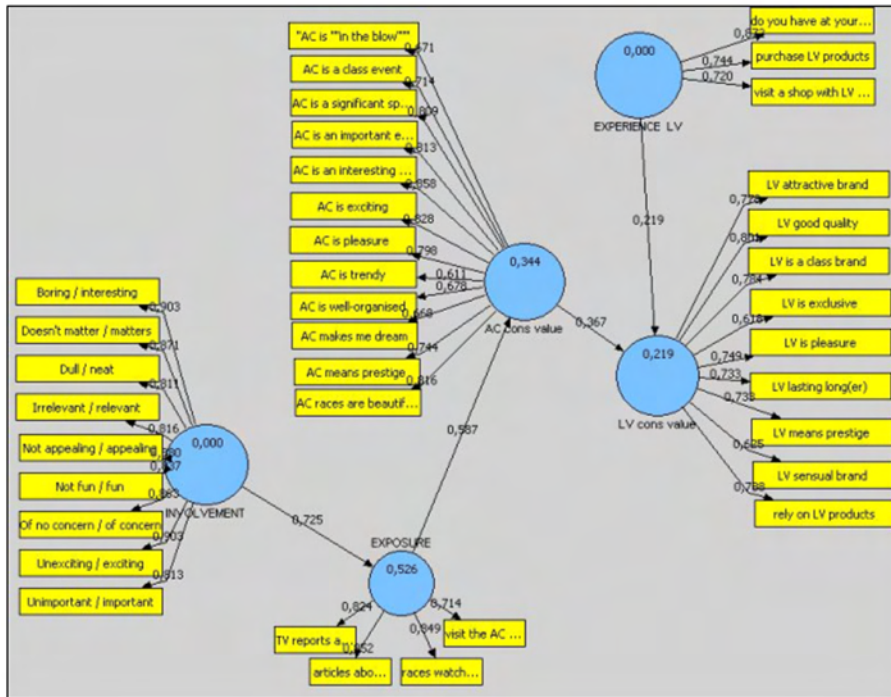 "AC is ""In the blow"""
0,671
AC is a class event
0,714
AC is a significant sp...
0,809
AC is an important e...
0,813
AC is an interesting ...
0,858
AC is exciting
0,828
AC is pleasure
0,798
AC is trendy
0,611
0,678
AC is well-organised
0,668
AC makes me dream
0,744
AC means prestige
0,816
AC races are beautif...
0,344
AC cons value
0,367
do you have at your...
0,744
purchase LV products
0,720
visit a shop with LV ...
0,000
EXPERIENCE LV
0,219
LV attractive brand
LV good quality
LV is a class brand
0,784
LV is exclusive
LV is pleasure
0,749
0,733
LV lasting long(er)
0,733
LV means prestige
LV sensual brand
rely on LV products
0,219
LV cons value
Boring / interesting
0,903
Doesn't matter / matters
0,871
Dull / neat
0,811
Irrelevant / relevant
0,816
Not appealing / appealing
Not fun / fun
0,863
Of no concern / of concern
0,903
Unexciting / exciting
0,813
Unimportant / important
0,000
INVOLVEMENT
0,725
0,587
EXPOSURE
0,526
0,824
TV reports a...
articles abo...
0,849
races watch...
0,714
visit the AC ...